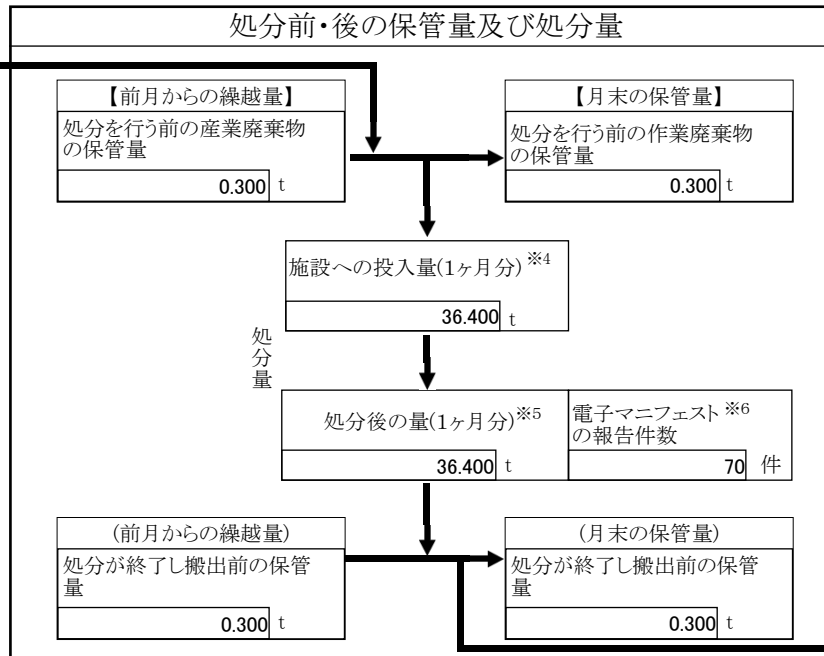 処分前・後の保管量及び処分量
【前月からの繰越量】
処分を行う前の産業廃棄物
の保管量
0.300 t
【月末の保管量】
処分を行う前の作業廃棄物
の保管量
0.300 t
施設への投入量(1ヶ月分)※4
36.400 t
処分量
処分後の量(1ヶ月分)※5
36.400 t
電子マニフェスト※6
の報告件数
70 件
(前月からの繰越量)
処分が終了し搬出前の保管
量
0.300 t
(月末の保管量)
処分が終了し搬出前の保管
量
0.300 t